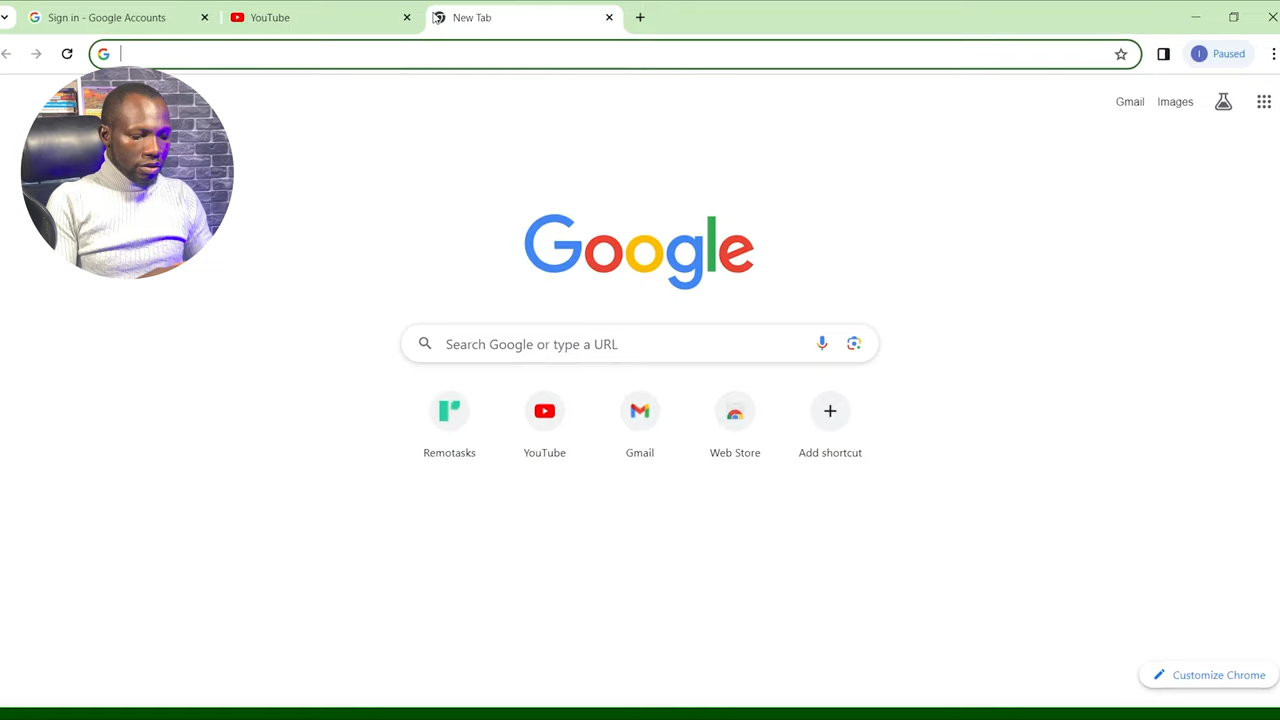 Sign in - Google Accounts
YouTube
New Tab
I
Paused
Gmail
Images
Google
Search Google or type a URL
Remotasks
YouTube
Gmail
Web Store
Add shortcut
Customize Chrome